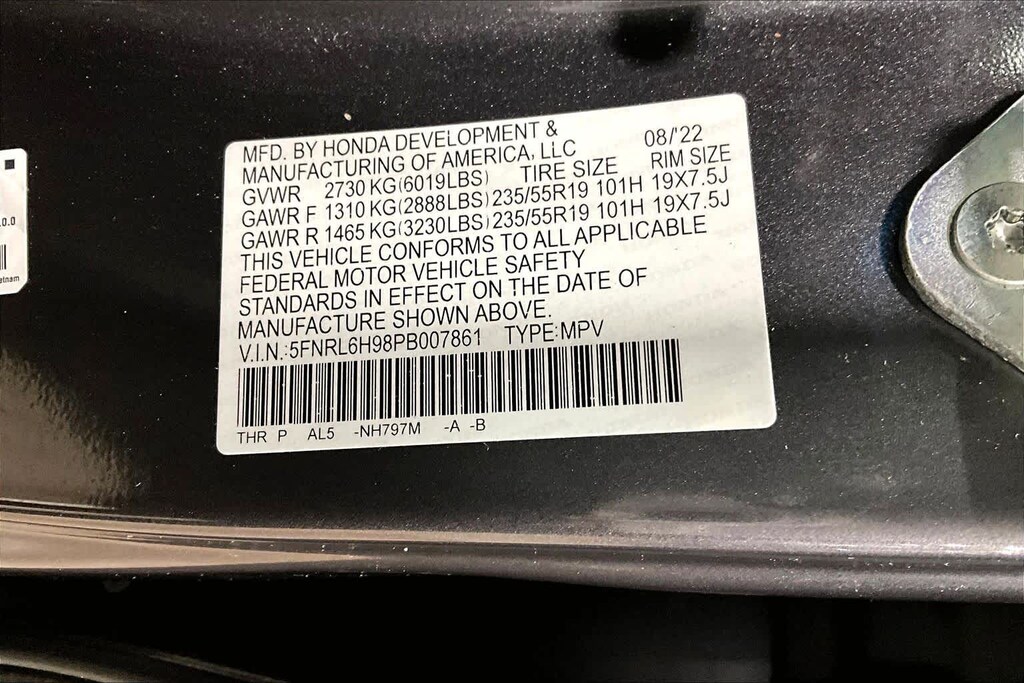 MFD. BY HONDA DEVELOPMENT &
MANUFACTURING OF AMERICA, LLC 08/'22
GVWR 2730 KG(6019LBS) TIRE SIZE RIM SIZE
GAWR F 1310 KG(2888LBS) 235/55R19 101H 19X7.5J
GAWR R 1465 KG(3230LBS) 235/55R19 101H 19X7.5J
THIS VEHICLE CONFORMS TO ALL APPLICABLE
FEDERAL MOTOR VEHICLE SAFETY
STANDARDS IN EFFECT ON THE DATE OF
MANUFACTURE SHOWN ABOVE.
V.I.N.:5FNRL6H98PB007861 TYPE:MPV
THR P AL5 -NH797M -A -B